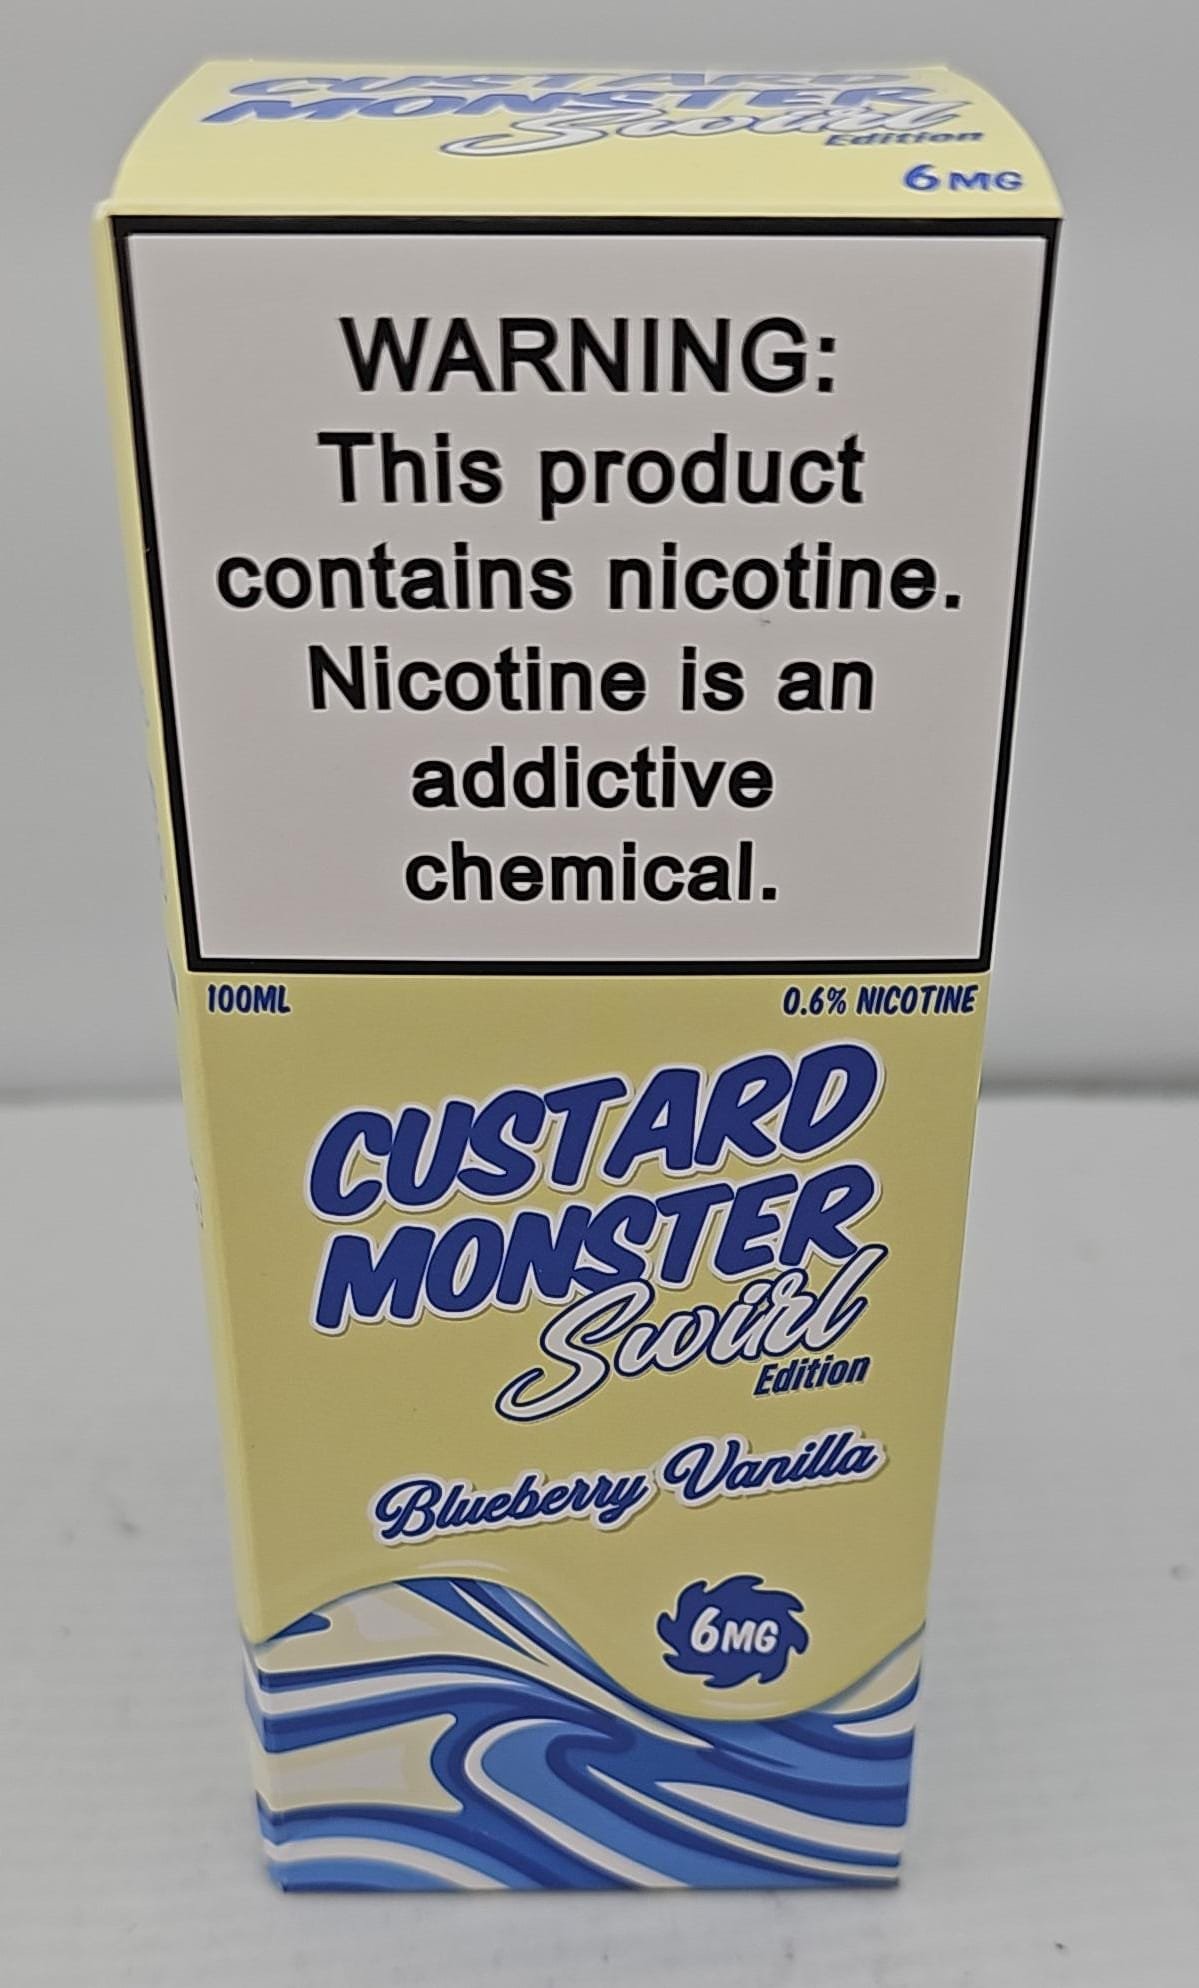 CUSTARD
MONSTER
Swirl
Edition
6MG
WARNING:
This product
contains nicotine.
Nicotine is an
addictive
chemical.
100ML 0.6% NICOTINE
CUSTARD
MONSTER
Swirl
Edition
Blueberry Vanilla
6MG